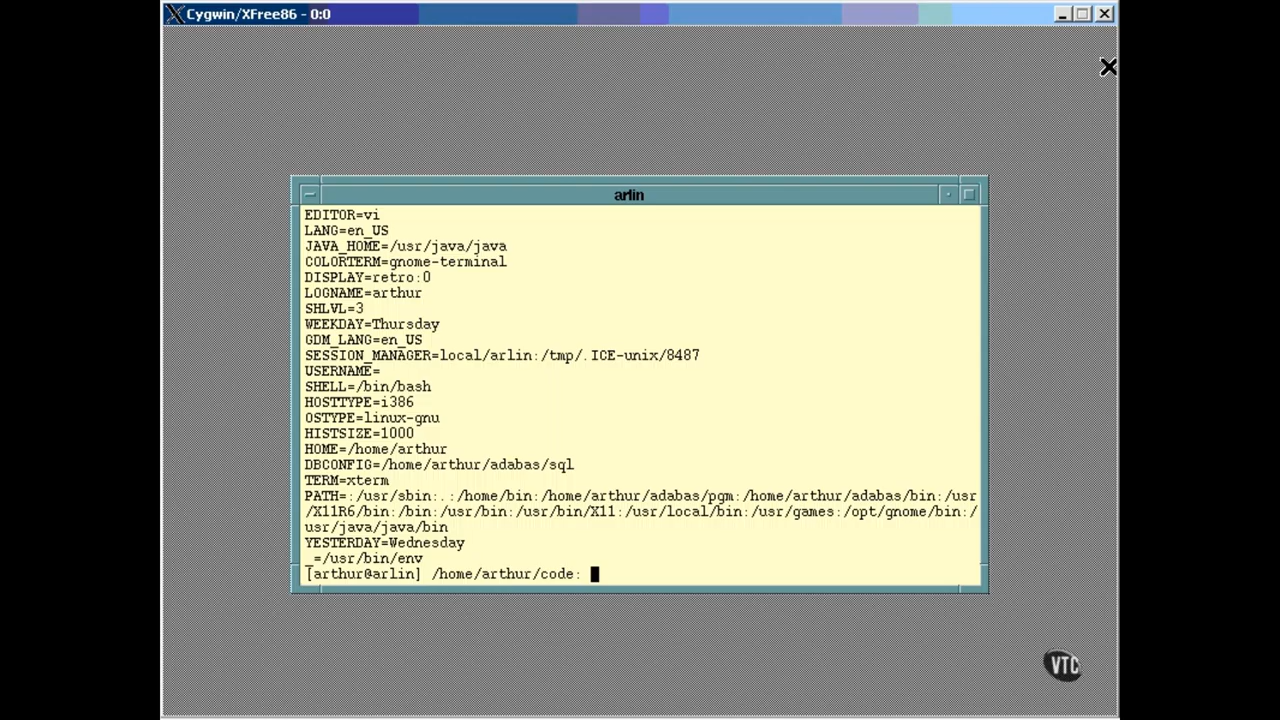 Cygwin/XFree86 - 0:0
arlin
EDITOR=vi
LANG=en_US
JAVA_HOME=/usr/java/java
COLORTERM=gnome-terminal
DISPLAY=retro:0
LOGNAME=arthur
SHLVL=3
WEEKDAY=Thursday
GDM_LANG=en_US
SESSION_MANAGER=local/arlin:/tmp/.ICE-unix/8487
USERNAME=
SHELL=/bin/bash
HOSTTYPE=i386
OSTYPE=linux-gnu
HISTSIZE=1000
HOME=/home/arthur
DBCONFIG=/home/arthur/adabas/sql
TERM=xterm
PATH=:/usr/sbin:.:/home/bin:/home/arthur/adabas/pgm:/home/arthur/adabas/bin:/usr
/X11R6/bin:/bin:/usr/bin:/usr/bin/X11:/usr/local/bin:/usr/games:/opt/gnome/bin:/
usr/java/java/bin
YESTERDAY=Wednesday
_=/usr/bin/env
[arthur@arlin] /home/arthur/code:
VTC